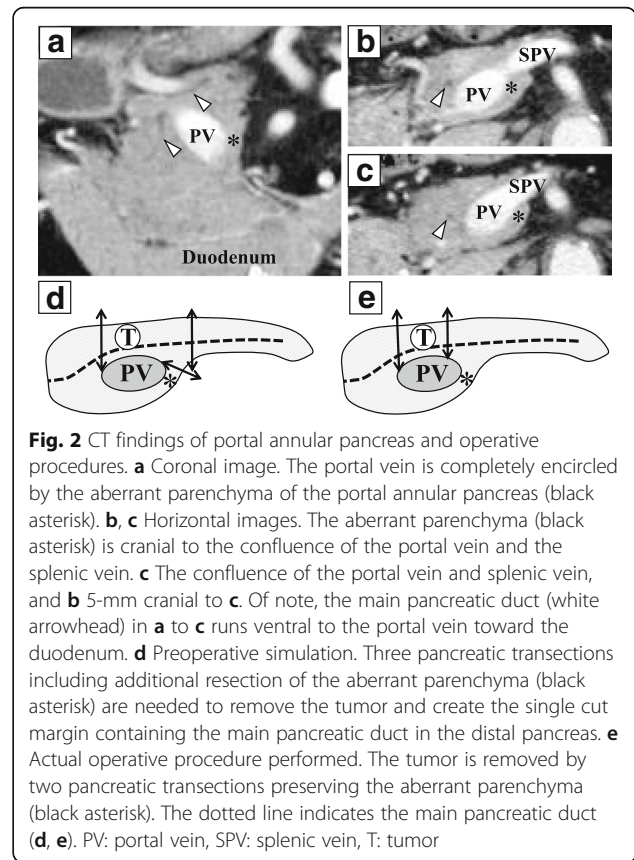 a
PV
*
Duodenum
b
SPV
PV
*
c
SPV
PV
*
d
T
PV
*
e
T
PV
*
Fig. 2 CT findings of portal annular pancreas and operative
procedures. a Coronal image. The portal vein is completely encircled
by the aberrant parenchyma of the portal annular pancreas (black
asterisk). b, c Horizontal images. The aberrant parenchyma (black
asterisk) is cranial to the confluence of the portal vein and the
splenic vein. c The confluence of the portal vein and splenic vein,
and b 5-mm cranial to c. Of note, the main pancreatic duct (white
arrowhead) in a to c runs ventral to the portal vein toward the
duodenum. d Preoperative simulation. Three pancreatic transections
including additional resection of the aberrant parenchyma (black
asterisk) are needed to remove the tumor and create the single cut
margin containing the main pancreatic duct in the distal pancreas. e
Actual operative procedure performed. The tumor is removed by
two pancreatic transections preserving the aberrant parenchyma
(black asterisk). The dotted line indicates the main pancreatic duct
(d, e). PV: portal vein, SPV: splenic vein, T: tumor